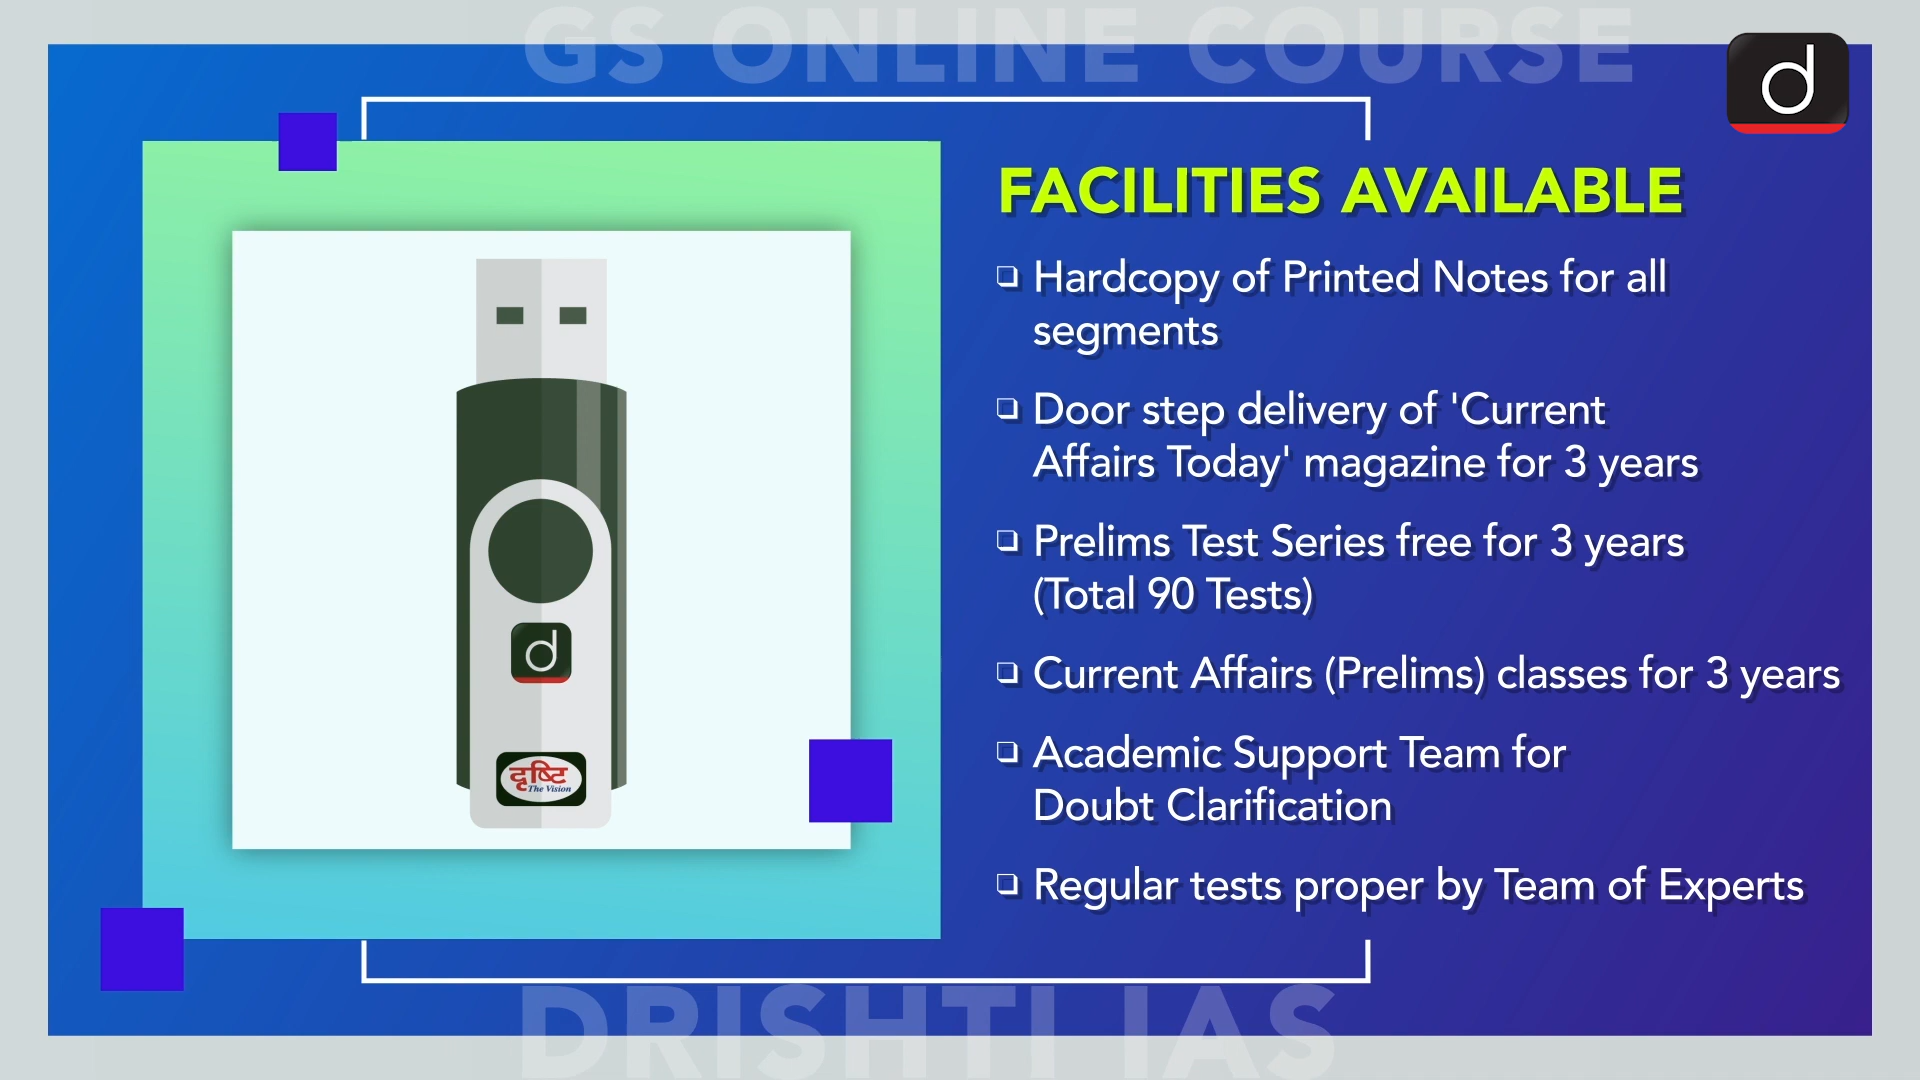 GS ONLINE COURSE
d
FACILITIES AVAILABLE
❏ Hardcopy of Printed Notes for all
segments
❏ Door step delivery of 'Current
Affairs Today' magazine for 3 years
❏ Prelims Test Series free for 3 years
(Total 90 Tests)
❏ Current Affairs (Prelims) classes for 3 years
❏ Academic Support Team for
Doubt Clarification
❏ Regular tests proper by Team of Experts
d
दृष्टि
The Vision
DRISHTI IAS